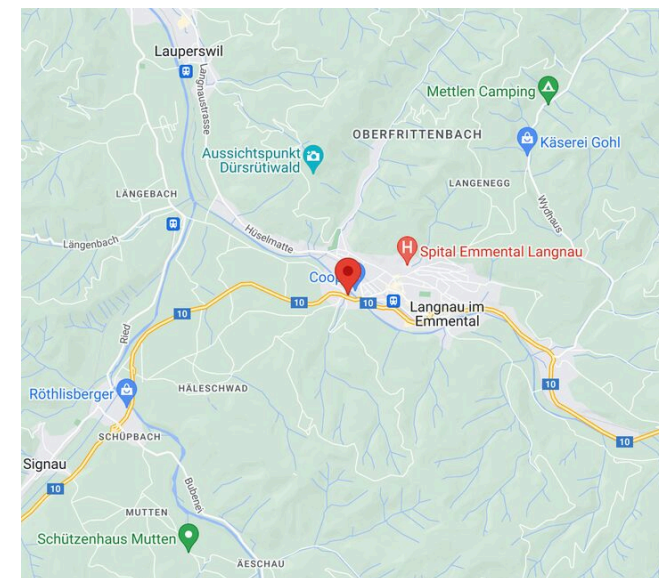 Lauperswil
Langnaustrasse
Mettlen Camping
OBERFRITTENBACH
Käserei Gohl
Aussichtspunkt
Dürsrütiwald
LANGENEGG
LÄNGEBACH
Wydhaus
Längenbach
Hüselmatte
H
Spital Emmental Langnau
Coop
10
10
10
Langnau im
Emmental
Ried
10
Röthlisberger
HÄLESCHWAD
SCHÜPBACH
10
Signau
10
Bubenei
MUTTEN
Schützenhaus Mutten
ÄESCHAU